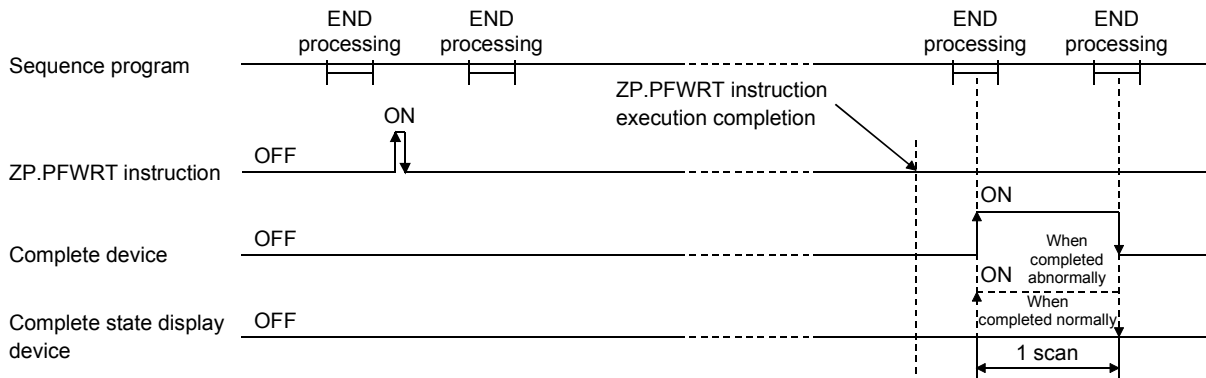 END
processing
END
processing
END
processing
END
processing
Sequence program
ZP.PFWRT instruction
execution completion
ON
OFF
ZP.PFWRT instruction
ON
OFF
Complete device
When
completed
abnormally
ON
When
completed normally
OFF
Complete state display
device
1 scan